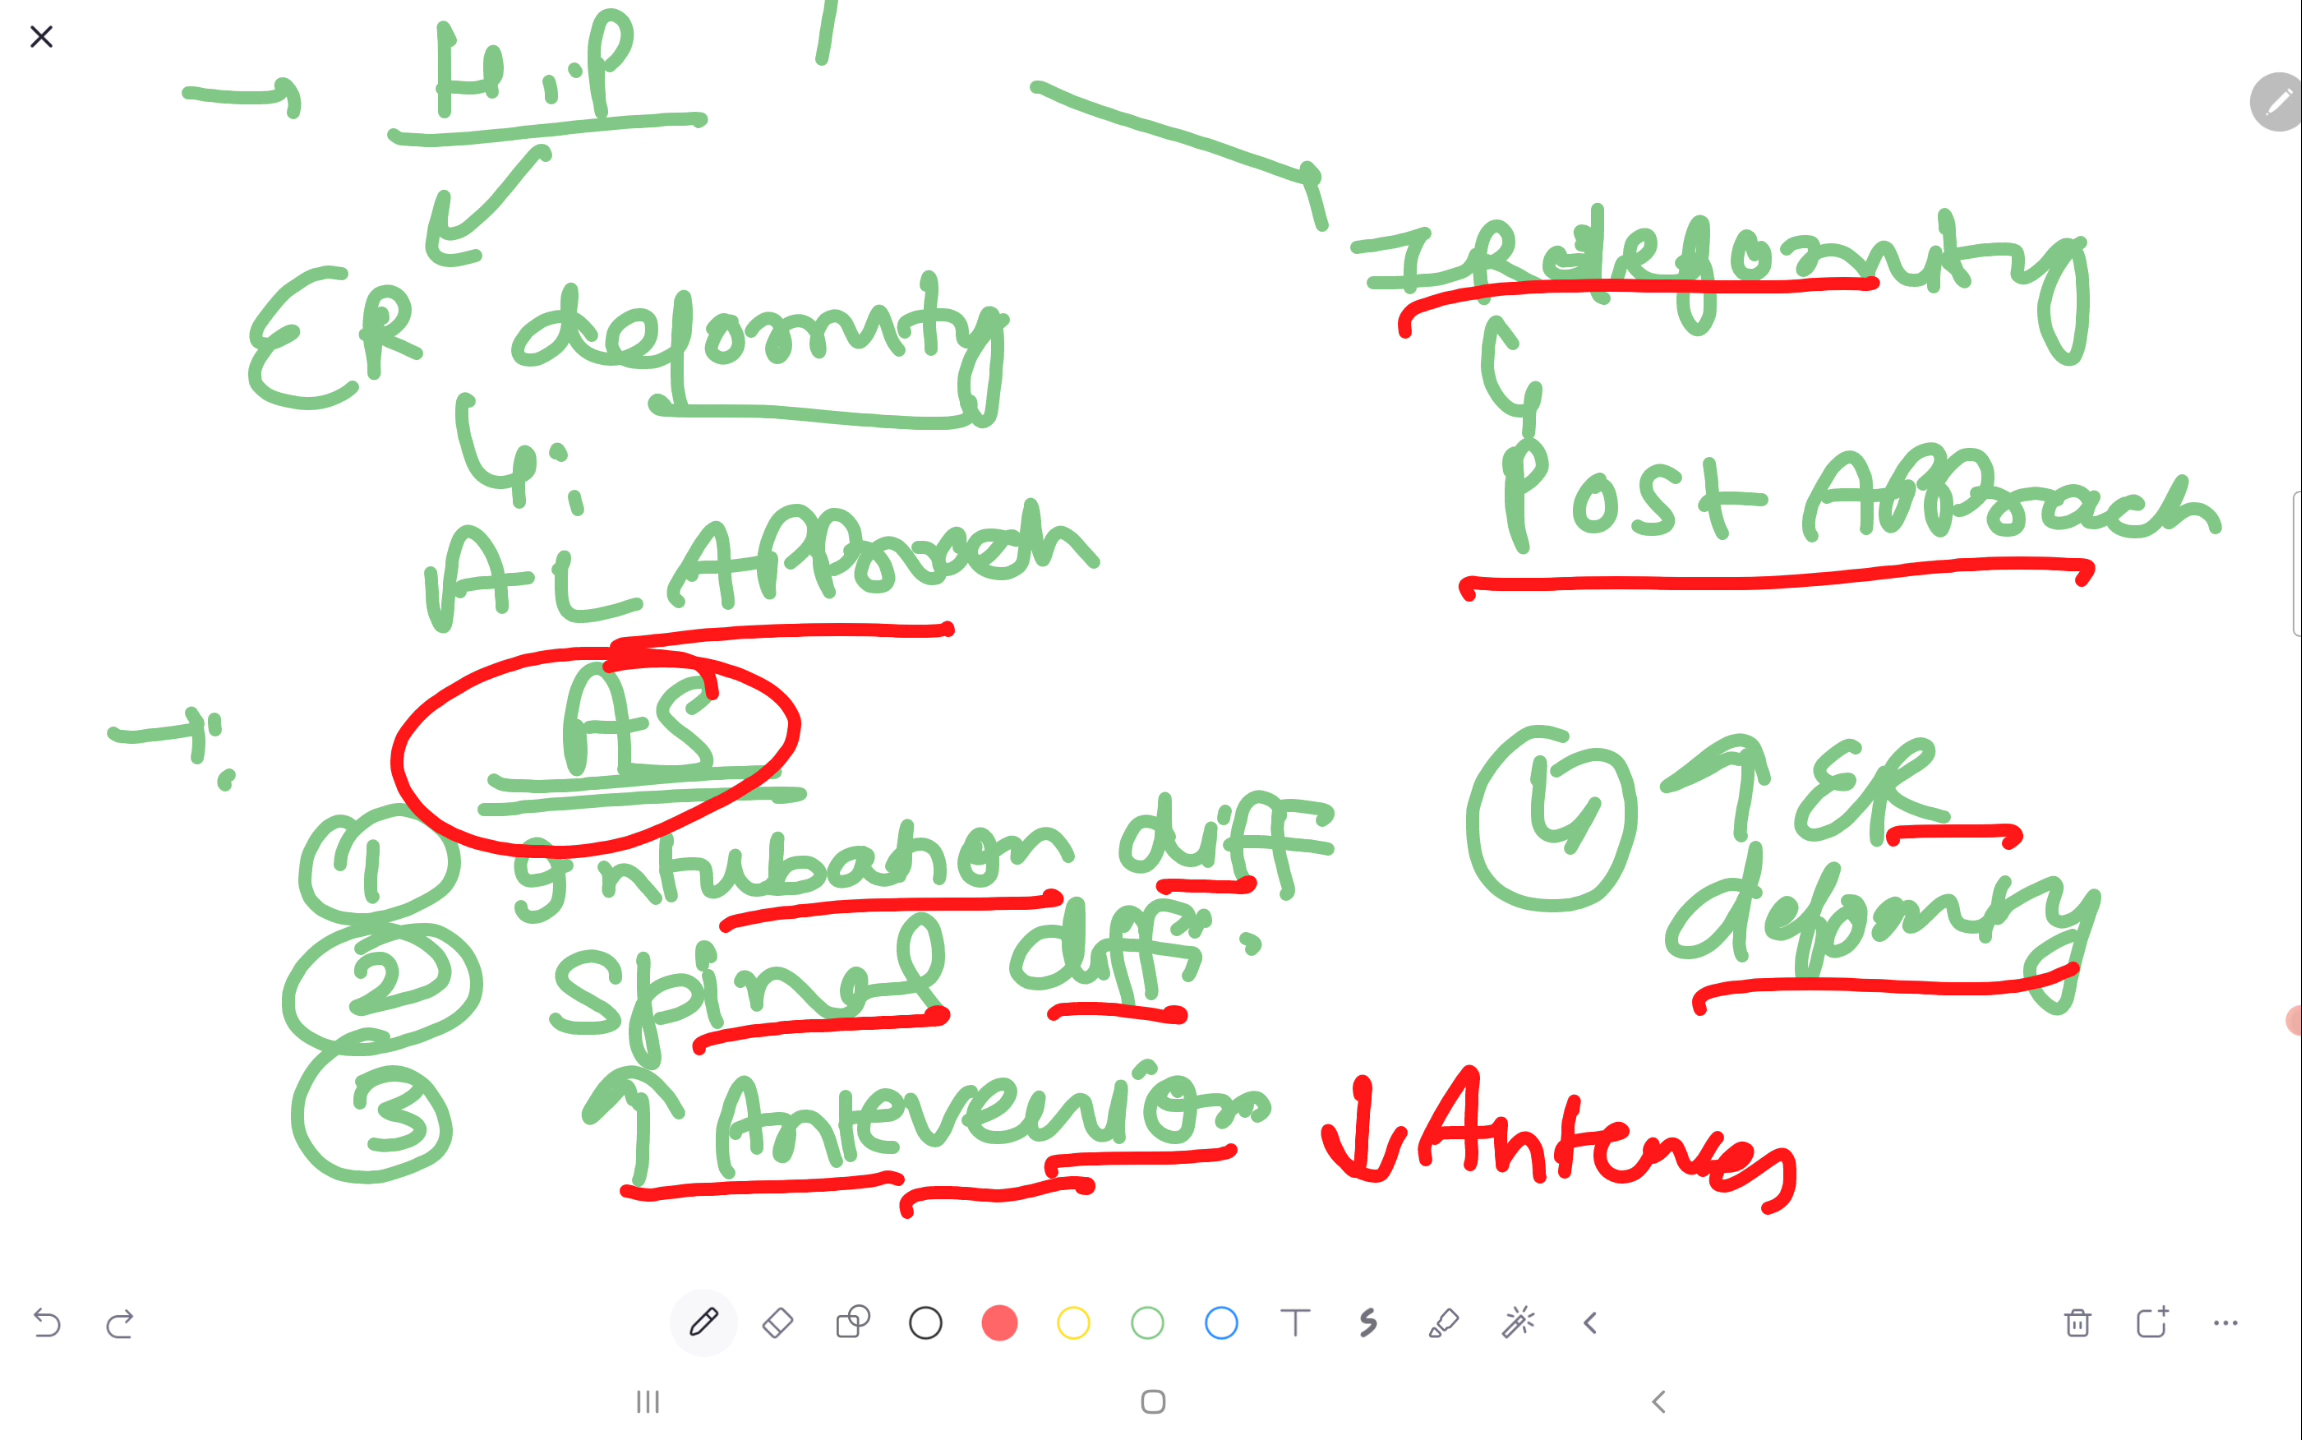 → H:P
ER deformity
IR deformity
AL Approach
Post Approach
→ AS
① Intubation diff
② Spinal diff:
③ ↑ Anteversion ↓ Antevers
④ ↑ ER
deformity
T